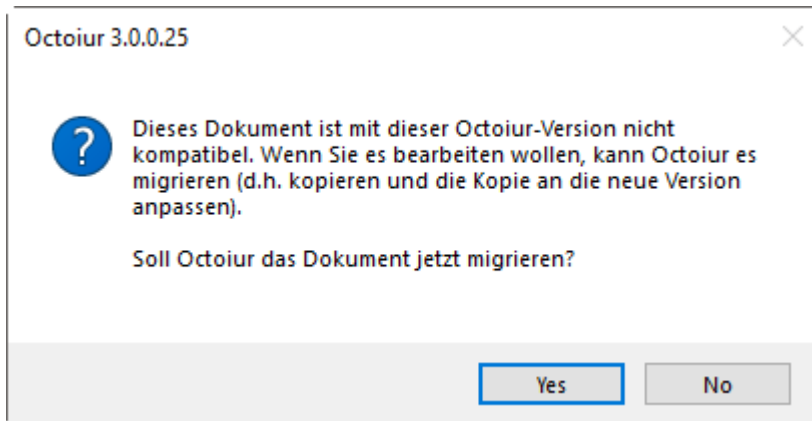 Octoiur 3.0.0.25
?
Dieses Dokument ist mit dieser Octoiur-Version nicht
kompatibel. Wenn Sie es bearbeiten wollen, kann Octoiur es
migrieren (d.h. kopieren und die Kopie an die neue Version
anpassen).
Soll Octoiur das Dokument jetzt migrieren?
Yes No